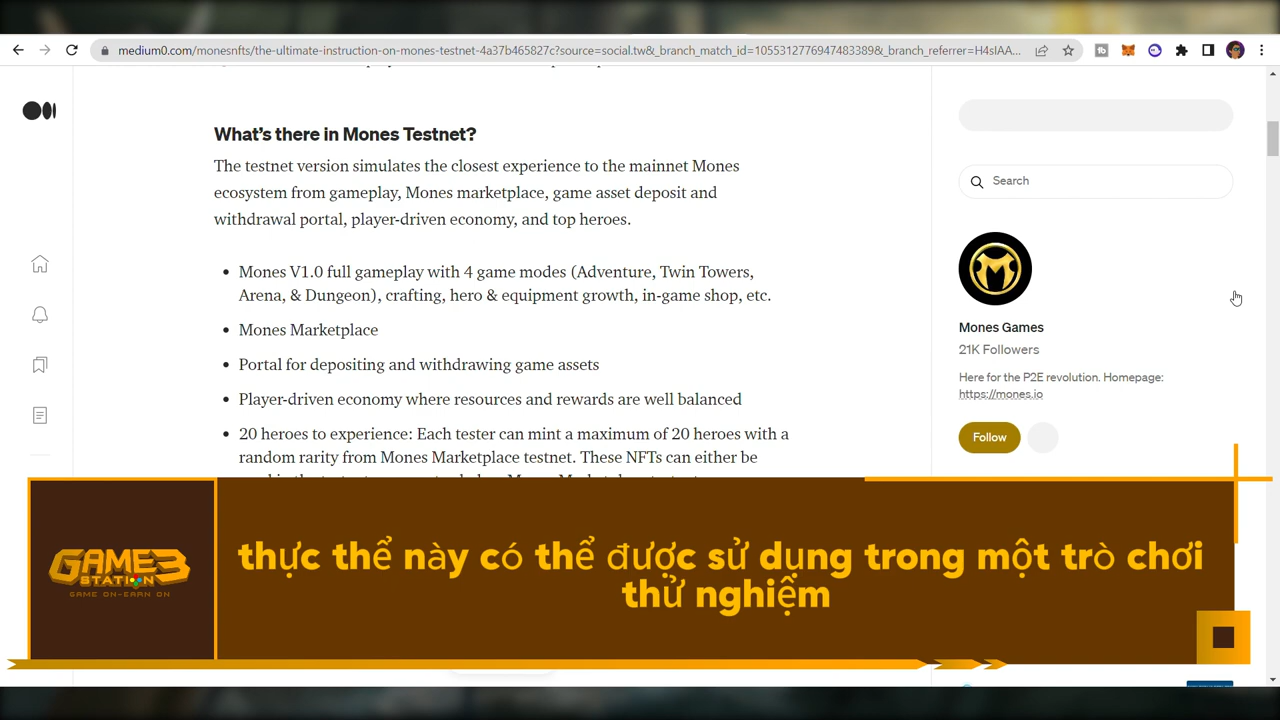 medium0.com/monesnfts/the-ultimate-instruction-on-mones-testnet-4a37b465827c?source=social.tw&_branch_match_id=1055312776947483389&_branch_referrer=H4sIAA...
What's there in Mones Testnet?
The testnet version simulates the closest experience to the mainnet Mones
ecosystem from gameplay, Mones marketplace, game asset deposit and
withdrawal portal, player-driven economy, and top heroes.
Mones V1.0 full gameplay with 4 game modes (Adventure, Twin Towers,
Arena, & Dungeon), crafting, hero & equipment growth, in-game shop, etc.
Mones Marketplace
Portal for depositing and withdrawing game assets
Player-driven economy where resources and rewards are well balanced
20 heroes to experience: Each tester can mint a maximum of 20 heroes with a
random rarity from Mones Marketplace testnet. These NFTs can either be
Search
Mones Games
21K Followers
Here for the P2E revolution. Homepage:
https://mones.io
Follow
GAME3
STATION
GAME ON-EARN ON
thực thể này có thể được sử dụng trong một trò chơi
thử nghiệm